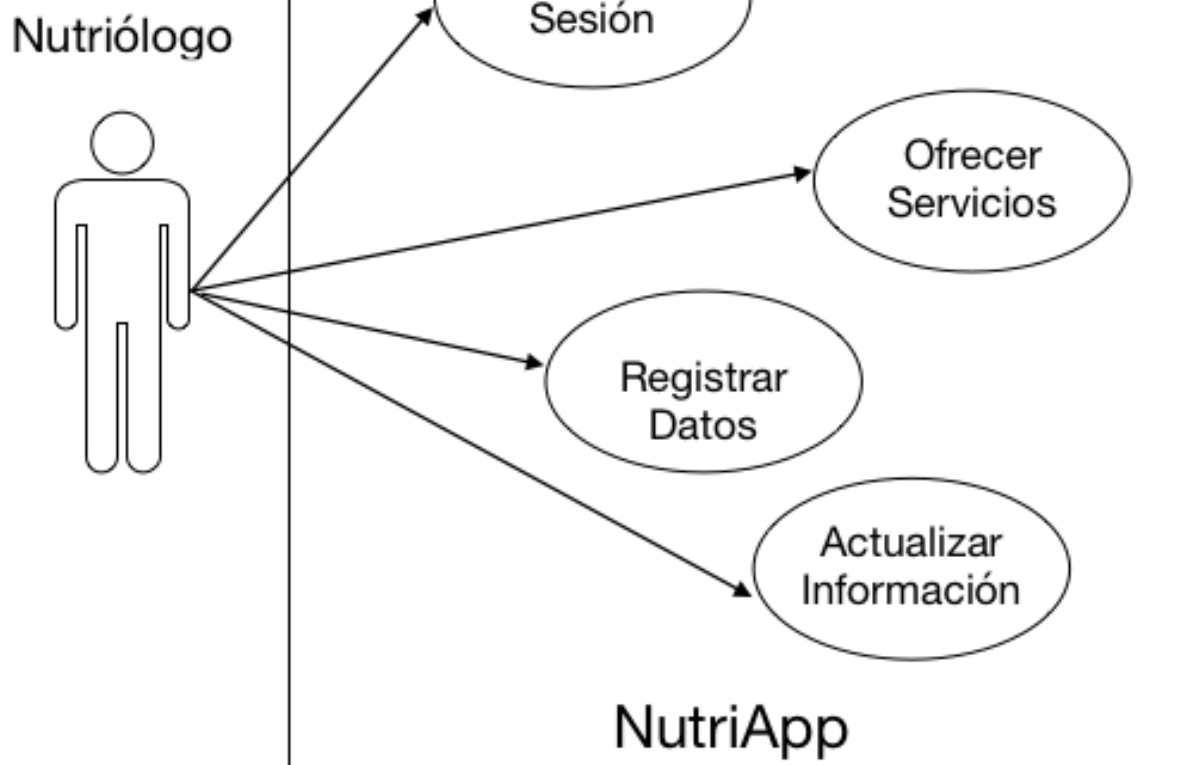 Nutriólogo
Sesión
Ofrecer
Servicios
Registrar
Datos
Actualizar
Información
NutriApp